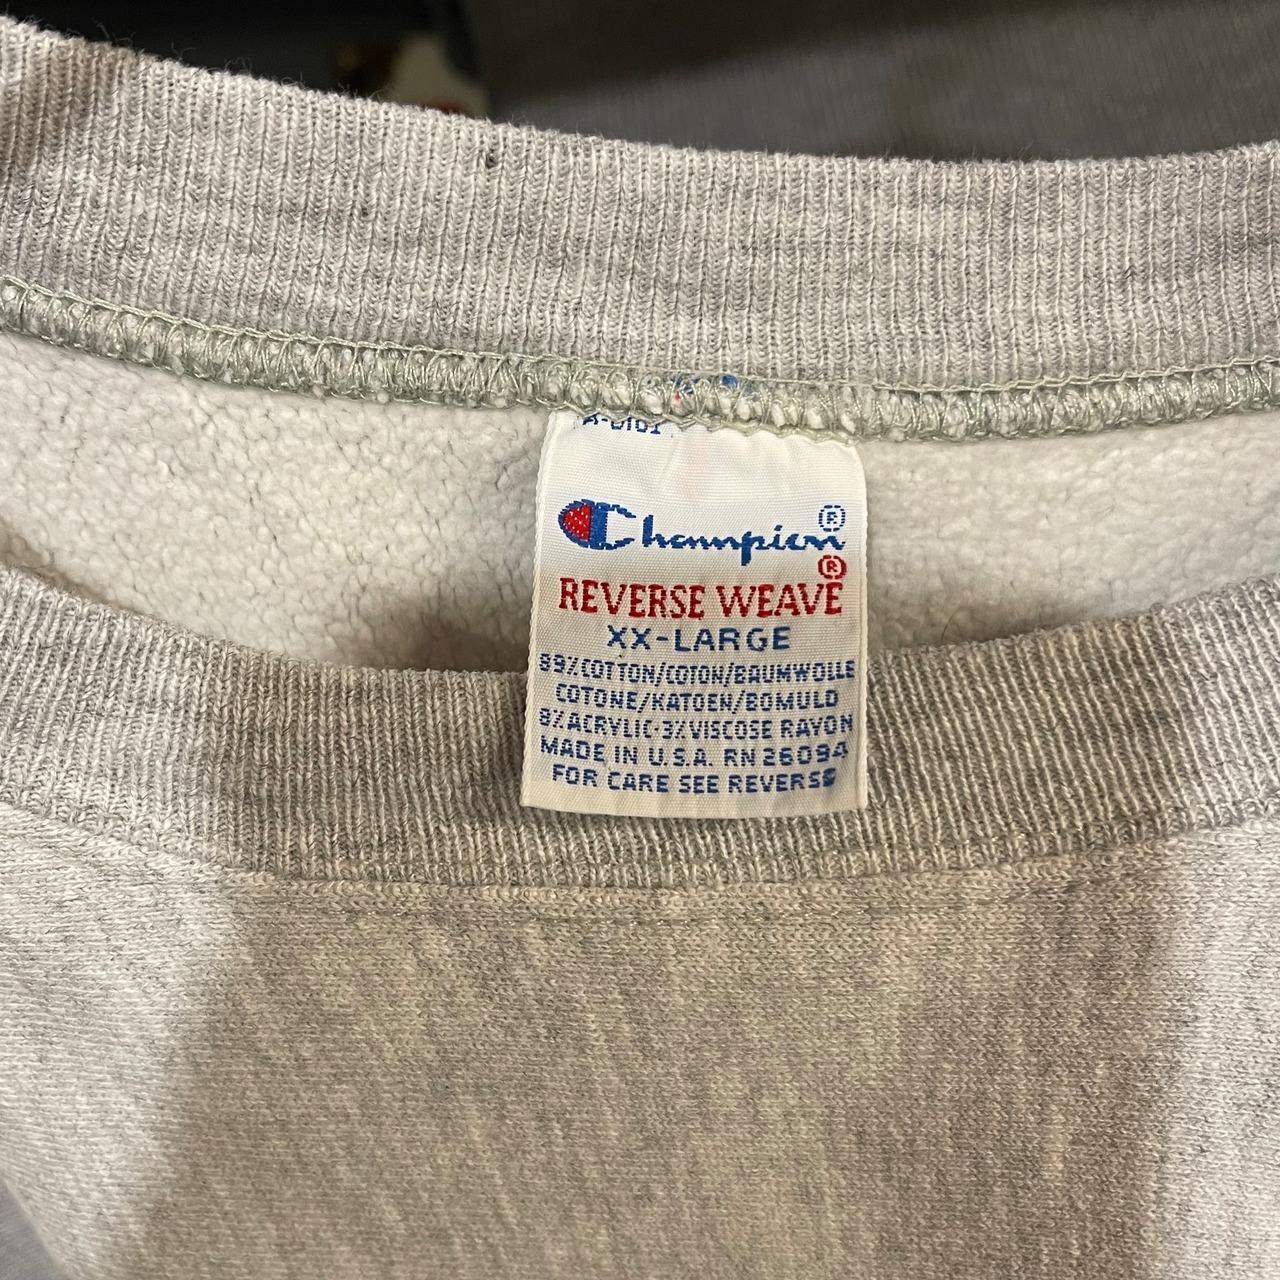 A-0101
Champion®
REVERSE WEAVE®
XX-LARGE
89% COTTON/COTON/BAUMWOLLE
COTONE/KATOEN/BOMULD
8% ACRYLIC·3% VISCOSE RAYON
MADE IN U.S.A. RN 26094
FOR CARE SEE REVERSE